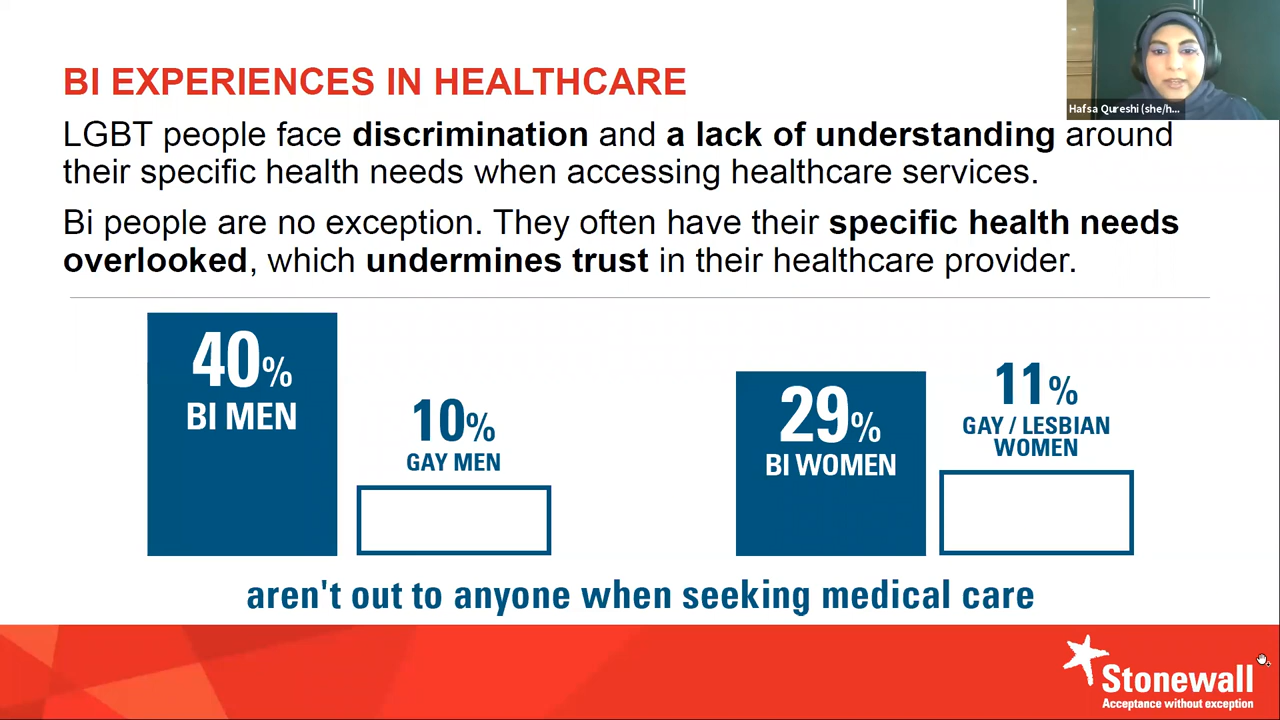 BI EXPERIENCES IN HEALTHCARE
Hafsa Qureshi (she/h...
LGBT people face discrimination and a lack of understanding around
their specific health needs when accessing healthcare services.
Bi people are no exception. They often have their specific health needs
overlooked, which undermines trust in their healthcare provider.
40%
BI MEN
10%
GAY MEN
29%
BI WOMEN
11%
GAY / LESBIAN
WOMEN
aren't out to anyone when seeking medical care
Stonewall
Acceptance without exception